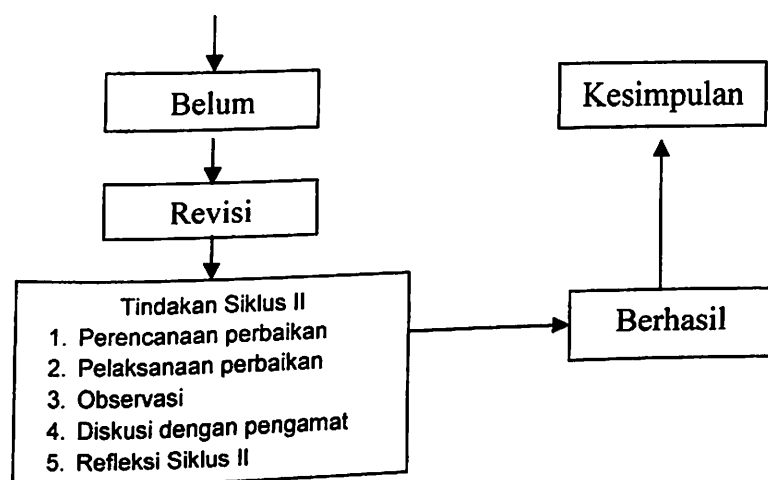 Belum
Kesimpulan
Revisi
Tindakan Siklus II
1. Perencanaan perbaikan
2. Pelaksanaan perbaikan
3. Observasi
4. Diskusi dengan pengamat
5. Refleksi Siklus II
Berhasil